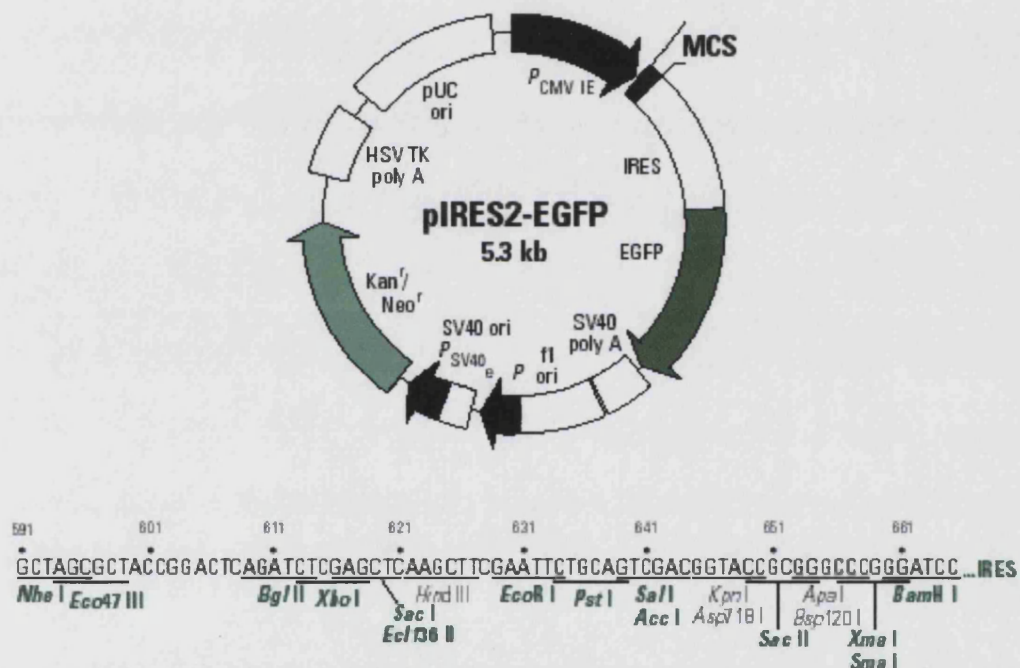 MCS
P CMV IE
pUC
ori
HSV TK
poly A
IRES
pIRES2-EGFP
5.3 kb
EGFP
Kanʳ/
Neoʳ
SV40 ori
P SV40 e
SV40
poly A
P
f1
ori
591 601 611 621 631 641 651 661
GCTAGCGCTACCGGACTCAGATCTCGAGCTCAAGCTTCGAATTCTGCAGTCGACGGTACCGCGGGCCCGGGATCC...IRES
Nhe I Eco47 III Bgl II Xho I Hind III EcoR I Pst I Sal I Kpn I Apa I BamH I
Sac I Acc I Asp718 I Bsp120 I
Ecl136 II Sac II Xma I
Sma I